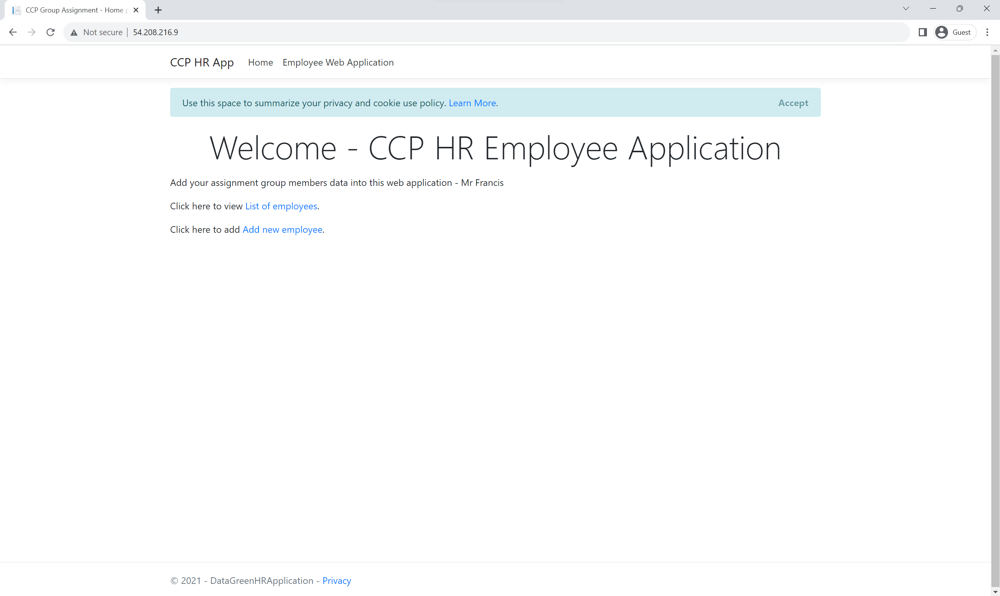 CCP Group Assignment - Home p
Not secure | 54.208.216.9
Guest
CCP HR App Home Employee Web Application
Use this space to summarize your privacy and cookie use policy. Learn More. Accept
Welcome - CCP HR Employee Application
Add your assignment group members data into this web application - Mr Francis
Click here to view List of employees.
Click here to add Add new employee.
© 2021 - DataGreenHRApplication - Privacy